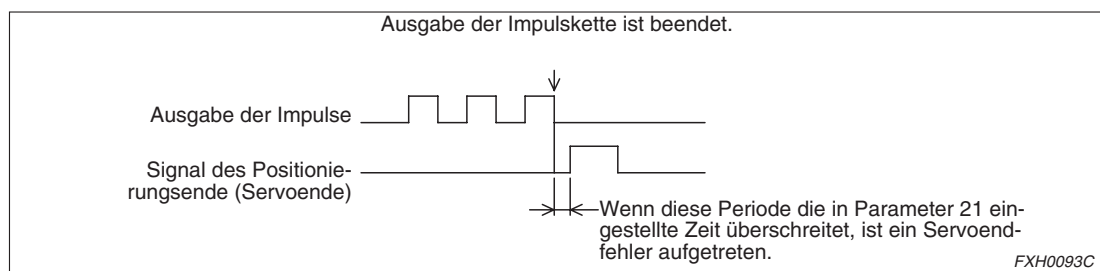 Ausgabe der Impulskette ist beendet.
Ausgabe der Impulse
Signal des Positionie-
rungsende (Servoende)
Wenn diese Periode die in Parameter 21 ein-
gestellte Zeit überschreitet, ist ein Servoend-
fehler aufgetreten.
FXH0093C